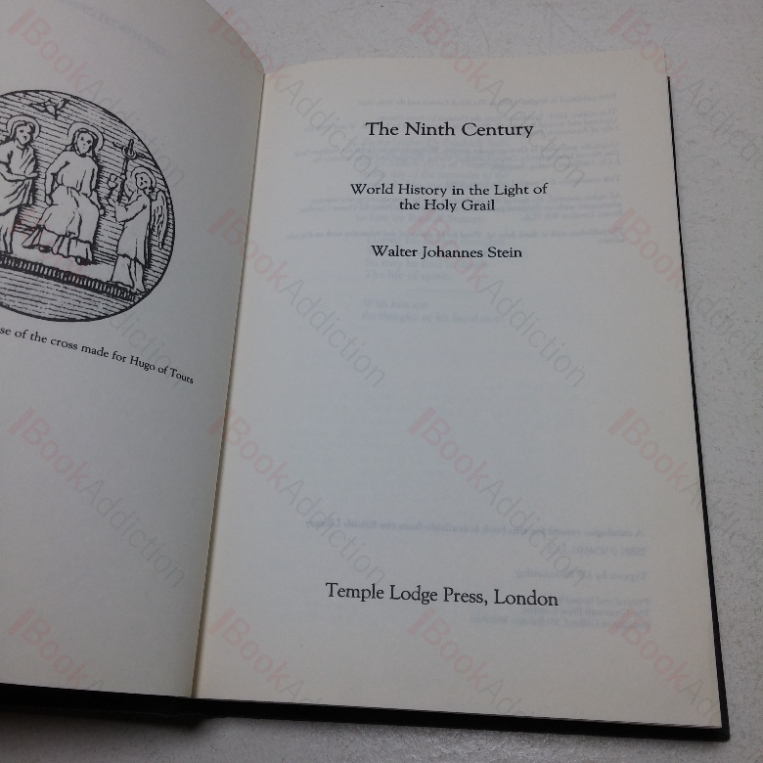 se of the cross made for Hugo of Tours
The Ninth Century
World History in the Light of
the Holy Grail
Walter Johannes Stein
Temple Lodge Press, London
BookAddiction